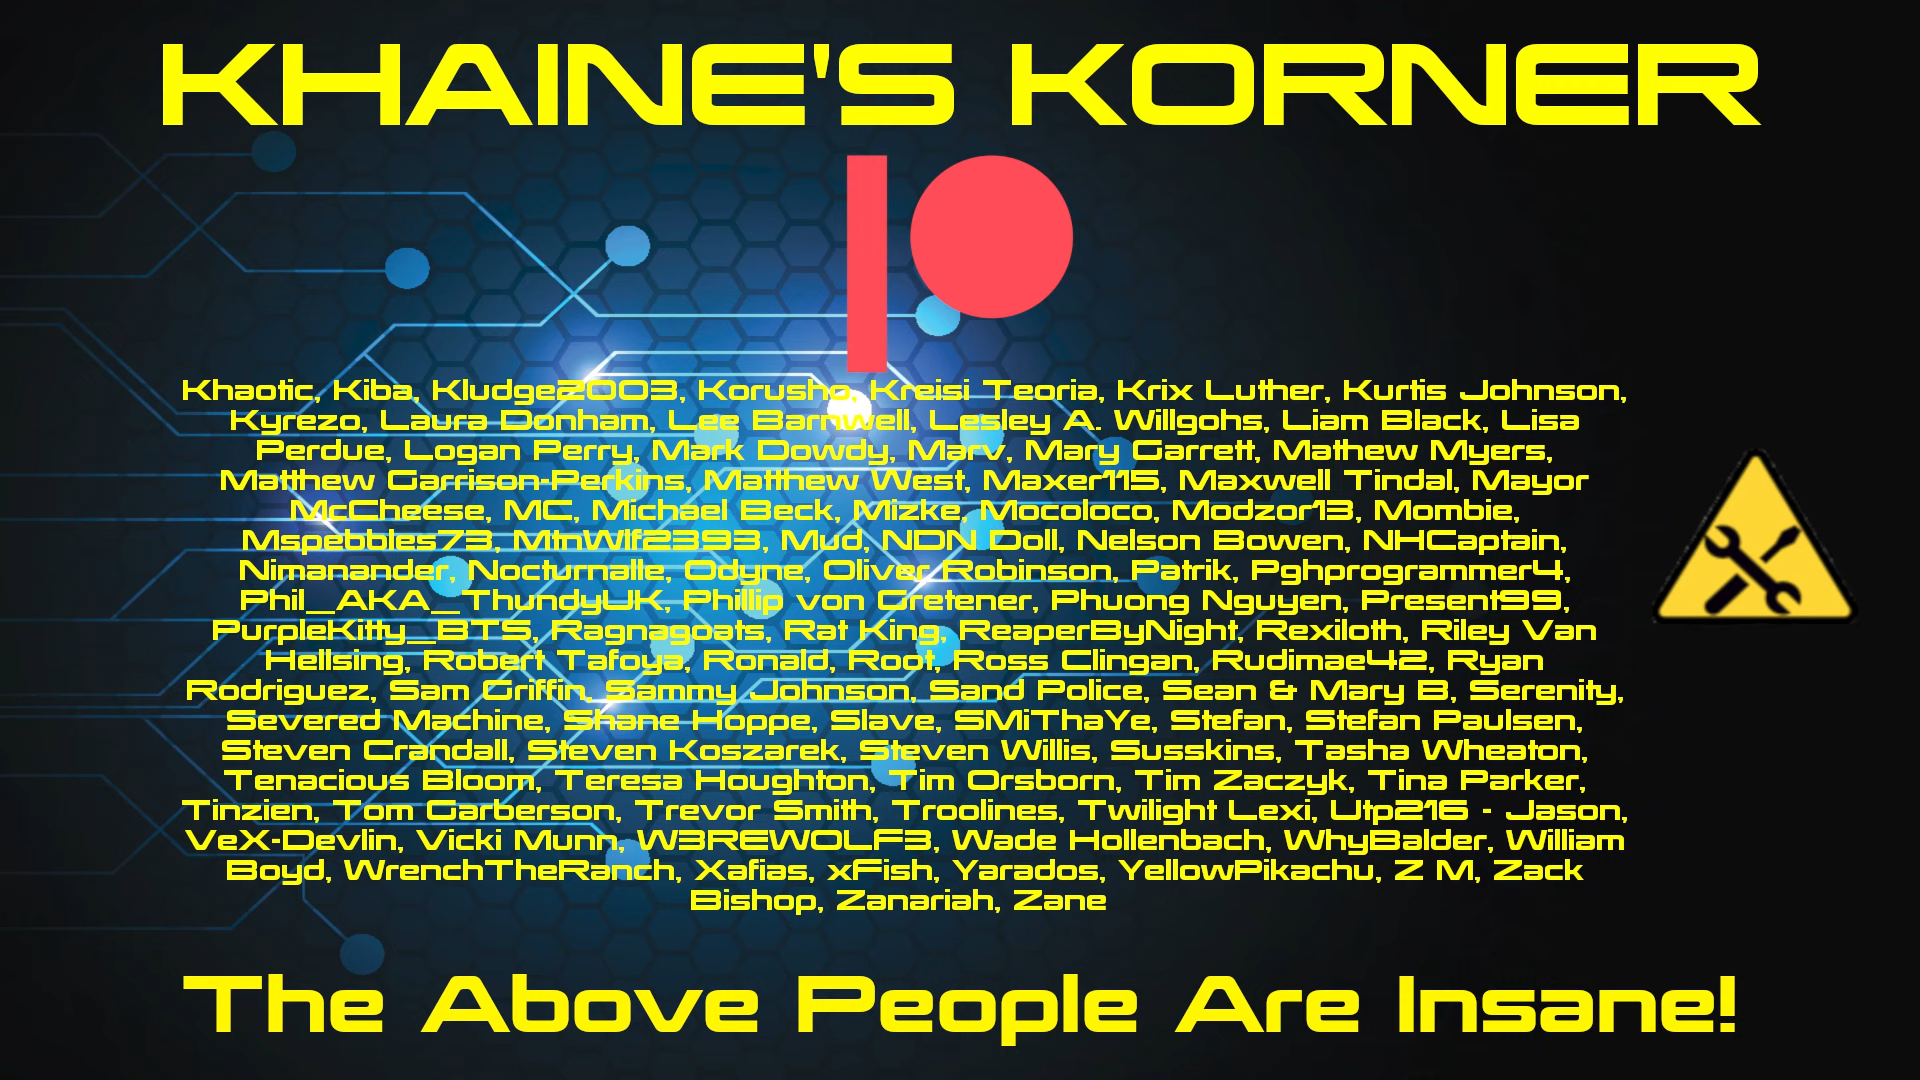 KHAINE'S KORNER
Khaotic, Kiba, Kludge2003, Korusho, Kreisi Teoria, Krix Luther, Kurtis Johnson,
Kyrezo, Laura Donham, Lee Barnwell, Lesley A. Willgohs, Liam Black, Lisa
Perdue, Logan Perry, Mark Dowdy, Marv, Mary Garrett, Mathew Myers,
Matthew Garrison-Perkins, Matthew West, Maxer115, Maxwell Tindal, Mayor
McCheese, MC, Michael Beck, Mizke, Mocoloco, Modzor13, Mombie,
Mspebbles73, MtnWlf2393, Mud, NDN Doll, Nelson Bowen, NHCaptain,
Nimanander, Nocturnalle, Odyne, Oliver Robinson, Patrik, Pghprogrammer4,
Phil_AKA_ThundyUK, Phillip von Gretener, Phuong Nguyen, Present99,
PurpleKitty_BTS, Ragnagoats, Rat King, ReaperByNight, Rexiloth, Riley Van
Hellsing, Robert Tafoya, Ronald, Root, Ross Clingan, Rudimae42, Ryan
Rodriguez, Sam Griffin, Sammy Johnson, Sand Police, Sean & Mary B, Serenity,
Severed Machine, Shane Hoppe, Slave, SMiThaYe, Stefan, Stefan Paulsen,
Steven Crandall, Steven Koszarek, Steven Willis, Susskins, Tasha Wheaton,
Tenacious Bloom, Teresa Houghton, Tim Orsborn, Tim Zaczyk, Tina Parker,
Tinzien, Tom Garberson, Trevor Smith, Troolines, Twilight Lexi, Utp216 - Jason,
VeX-Devlin, Vicki Munn, W3REWOLF3, Wade Hollenbach, WhyBalder, William
Boyd, WrenchTheRanch, Xafias, xFish, Yarados, YellowPikachu, Z M, Zack
Bishop, Zanariah, Zane
The Above People Are Insane!